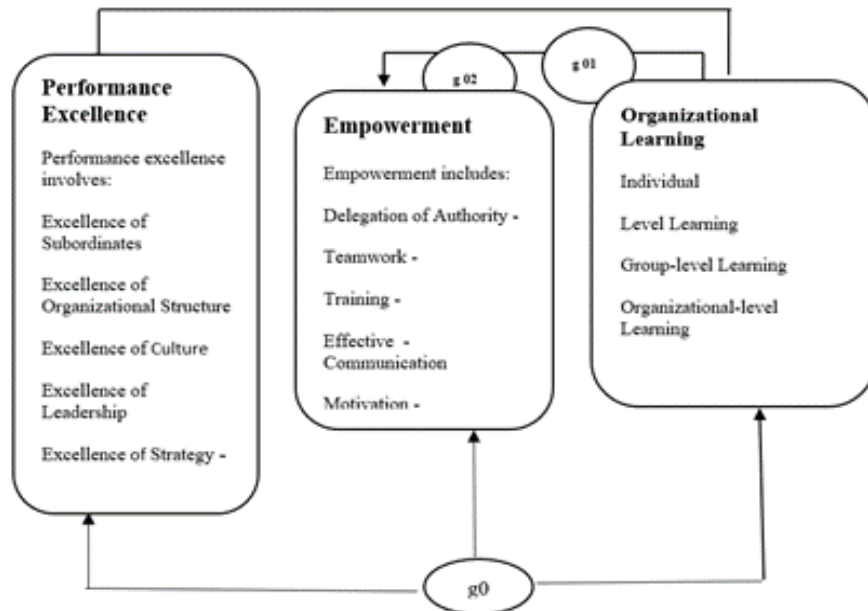 g 02
g 01
Performance
Excellence
Performance excellence
involves:
Excellence of
Subordinates
Excellence of
Organizational Structure
Excellence of Culture
Excellence of
Leadership
Excellence of Strategy -
Empowerment
Empowerment includes:
Delegation of Authority -
Teamwork -
Training -
Effective -
Communication
Motivation -
Organizational
Learning
Individual
Level Learning
Group-level Learning
Organizational-level
Learning
g0